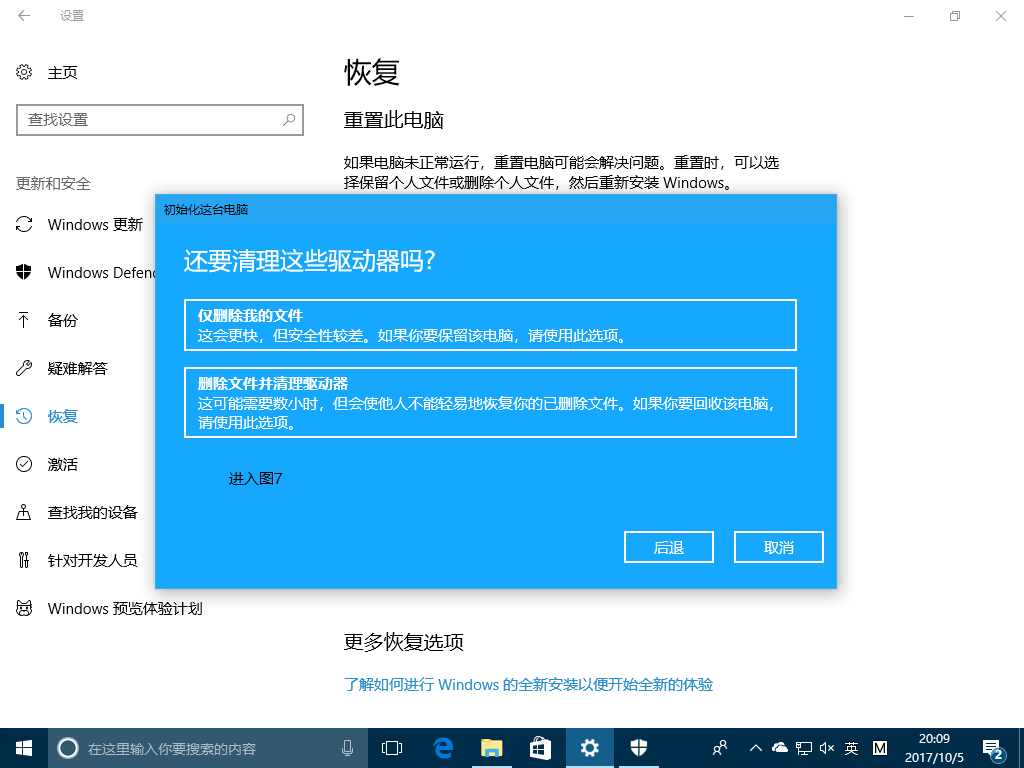 设置
主页
查找设置
更新和安全
Windows 更新
Windows Defend
备份
疑难解答
恢复
激活
查找我的设备
针对开发人员
Windows 预览体验计划
恢复
重置此电脑
如果电脑未正常运行，重置电脑可能会解决问题。重置时，可以选
择保留个人文件或删除个人文件，然后重新安装 Windows。
初始化这台电脑
还要清理这些驱动器吗?
仅删除我的文件
这会更快，但安全性较差。如果你要保留该电脑，请使用此选项。
删除文件并清理驱动器
这可能需要数小时，但会使他人不能轻易地恢复你的已删除文件。如果你要回收该电脑，
请使用此选项。
进入图7
后退
取消
更多恢复选项
了解如何进行 Windows 的全新安装以便开始全新的体验
在这里输入你要搜索的内容
英
M
20:09
2017/10/5
2